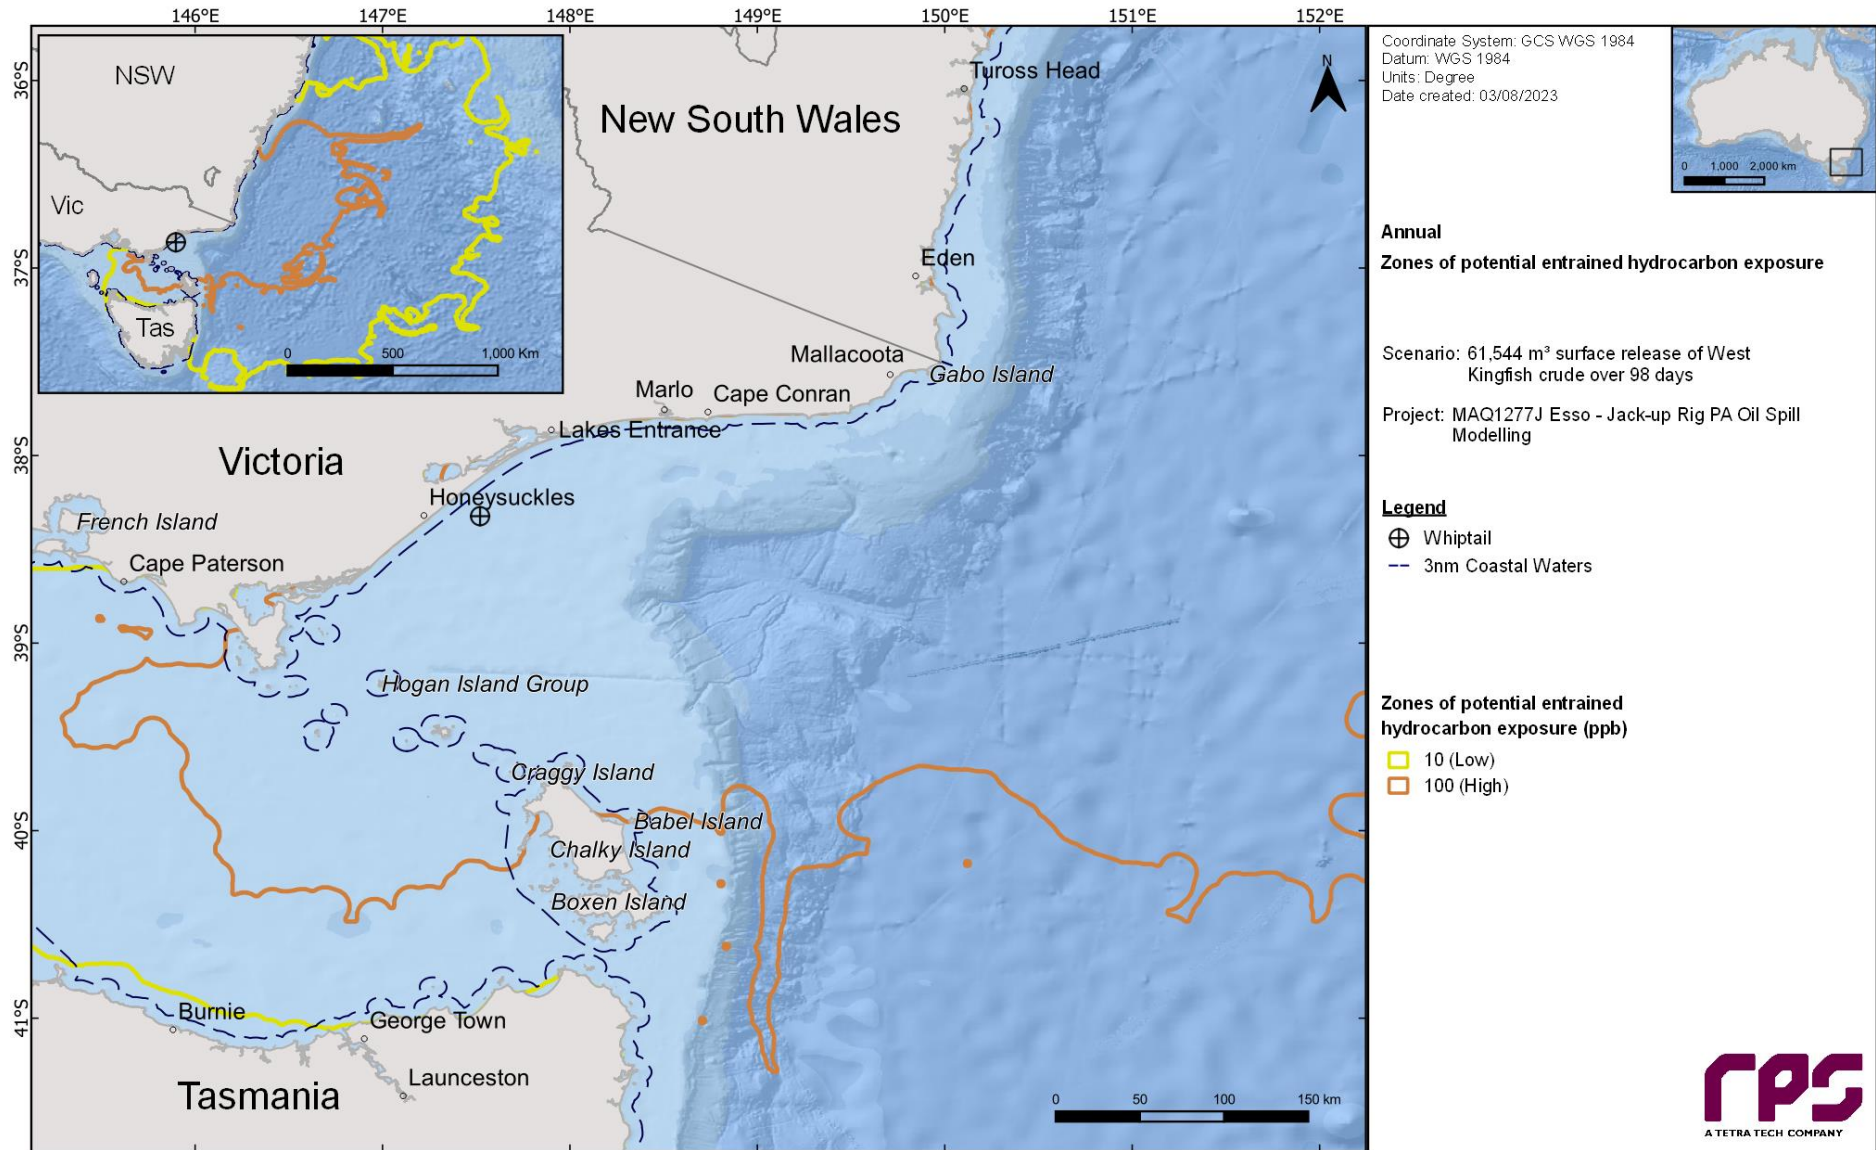 146°E 147°E 148°E 149°E 150°E 151°E 152°E
36°S
37°S
38°S
39°S
40°S
41°S
NSW
Vic
Tas
0 500 1,000 Km
New South Wales
Tuross Head
N
Eden
Mallacoota
Gabo Island
Marlo
Cape Conran
Lakes Entrance
Victoria
Honeysuckles
French Island
Cape Paterson
Hogan Island Group
Craggy Island
Babel Island
Chalky Island
Boxen Island
Burnie
George Town
Launceston
Tasmania
0 50 100 150 km
Coordinate System: GCS WGS 1984
Datum: WGS 1984
Units: Degree
Date created: 03/08/2023
0 1,000 2,000 km
Annual
Zones of potential entrained hydrocarbon exposure
Scenario: 61,544 m³ surface release of West
Kingfish crude over 98 days
Project: MAQ1277J Esso - Jack-up Rig PA Oil Spill
Modelling
Legend
Whiptail
3nm Coastal Waters
Zones of potential entrained
hydrocarbon exposure (ppb)
10 (Low)
100 (High)
rps
A TETRA TECH COMPANY